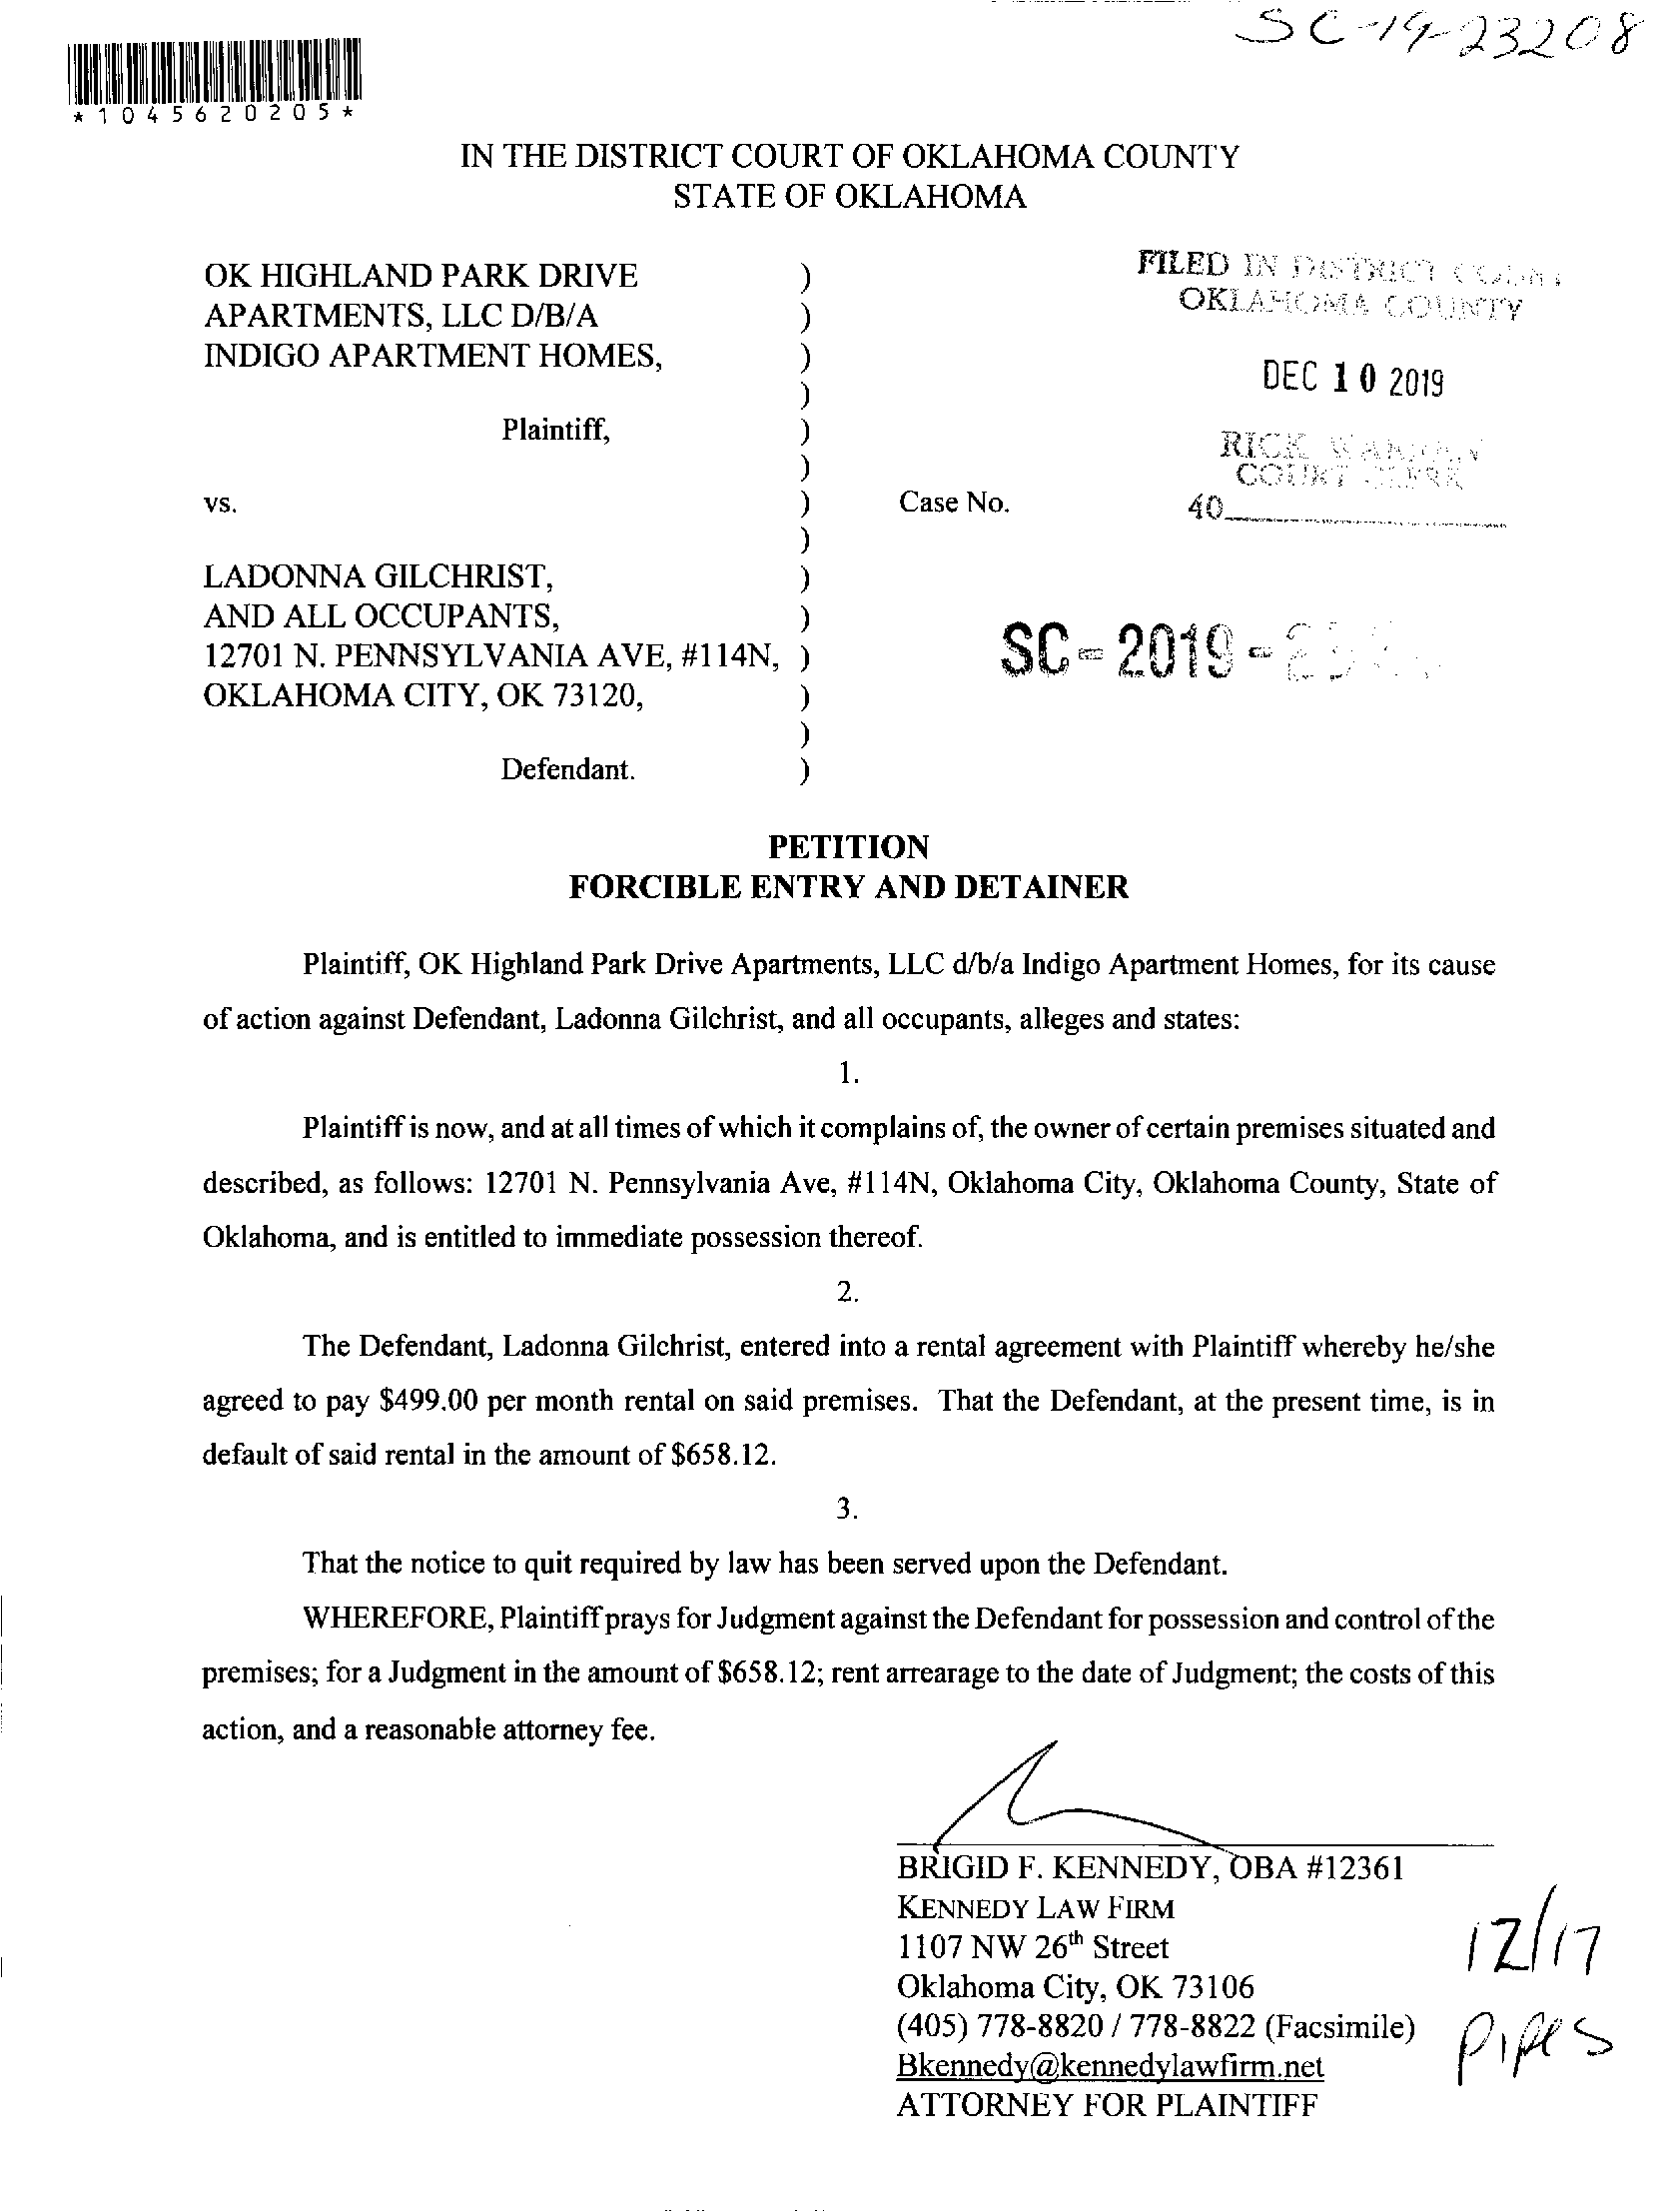 SC-19-23208
*1045620205*
IN THE DISTRICT COURT OF OKLAHOMA COUNTY
STATE OF OKLAHOMA
OK HIGHLAND PARK DRIVE )
APARTMENTS, LLC D/B/A )
INDIGO APARTMENT HOMES, )
)
Plaintiff, )
)
vs. ) Case No.
)
LADONNA GILCHRIST, )
AND ALL OCCUPANTS, )
12701 N. PENNSYLVANIA AVE, #114N, )
OKLAHOMA CITY, OK 73120, )
)
Defendant. )
FILED IN DISTRICT COURT
OKLAHOMA COUNTY
DEC 10 2019
RICK WARREN
COURT CLERK
40
SC-2019-
PETITION
FORCIBLE ENTRY AND DETAINER
Plaintiff, OK Highland Park Drive Apartments, LLC d/b/a Indigo Apartment Homes, for its cause
of action against Defendant, Ladonna Gilchrist, and all occupants, alleges and states:
1.
Plaintiff is now, and at all times of which it complains of, the owner of certain premises situated and
described, as follows: 12701 N. Pennsylvania Ave, #114N, Oklahoma City, Oklahoma County, State of
Oklahoma, and is entitled to immediate possession thereof.
2.
The Defendant, Ladonna Gilchrist, entered into a rental agreement with Plaintiff whereby he/she
agreed to pay $499.00 per month rental on said premises. That the Defendant, at the present time, is in
default of said rental in the amount of $658.12.
3.
That the notice to quit required by law has been served upon the Defendant.
WHEREFORE, Plaintiff prays for Judgment against the Defendant for possession and control of the
premises; for a Judgment in the amount of $658.12; rent arrearage to the date of Judgment; the costs of this
action, and a reasonable attorney fee.
BRIGID F. KENNEDY, OBA #12361
KENNEDY LAW FIRM
1107 NW 26th Street
Oklahoma City, OK 73106
(405) 778-8820 / 778-8822 (Facsimile)
Bkennedy@kennedylawfirm.net
ATTORNEY FOR PLAINTIFF
12/17
Pipes